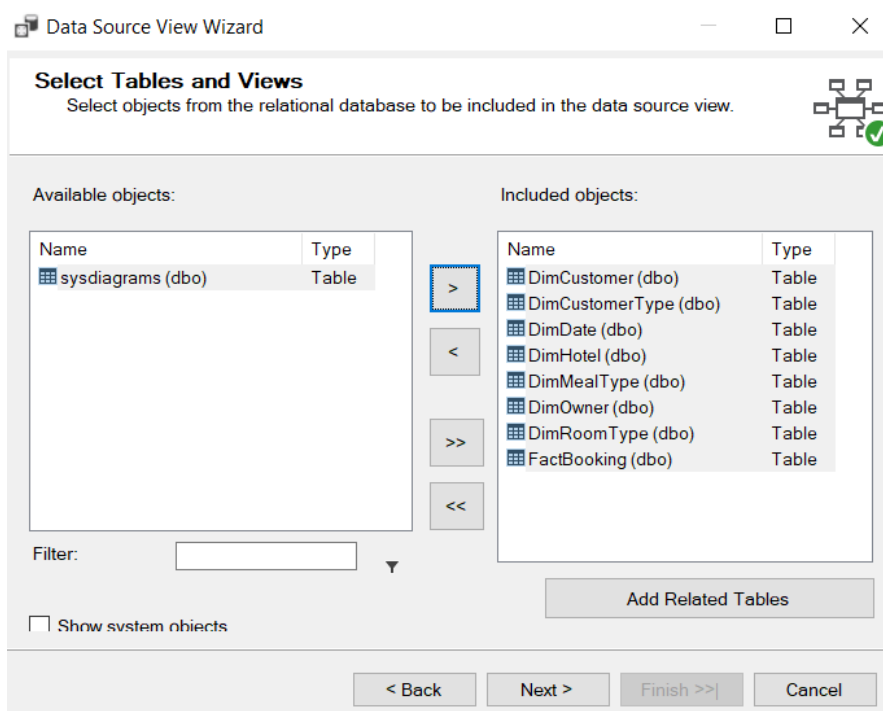 Data Source View Wizard
Select Tables and Views
Select objects from the relational database to be included in the data source view.
Available objects:
Name Type
sysdiagrams (dbo) Table
>
<
>>
<<
Filter:
Show system objects
Included objects:
Name Type
DimCustomer (dbo) Table
DimCustomerType (dbo) Table
DimDate (dbo) Table
DimHotel (dbo) Table
DimMealType (dbo) Table
DimOwner (dbo) Table
DimRoomType (dbo) Table
FactBooking (dbo) Table
Add Related Tables
< Back Next > Finish >>| Cancel